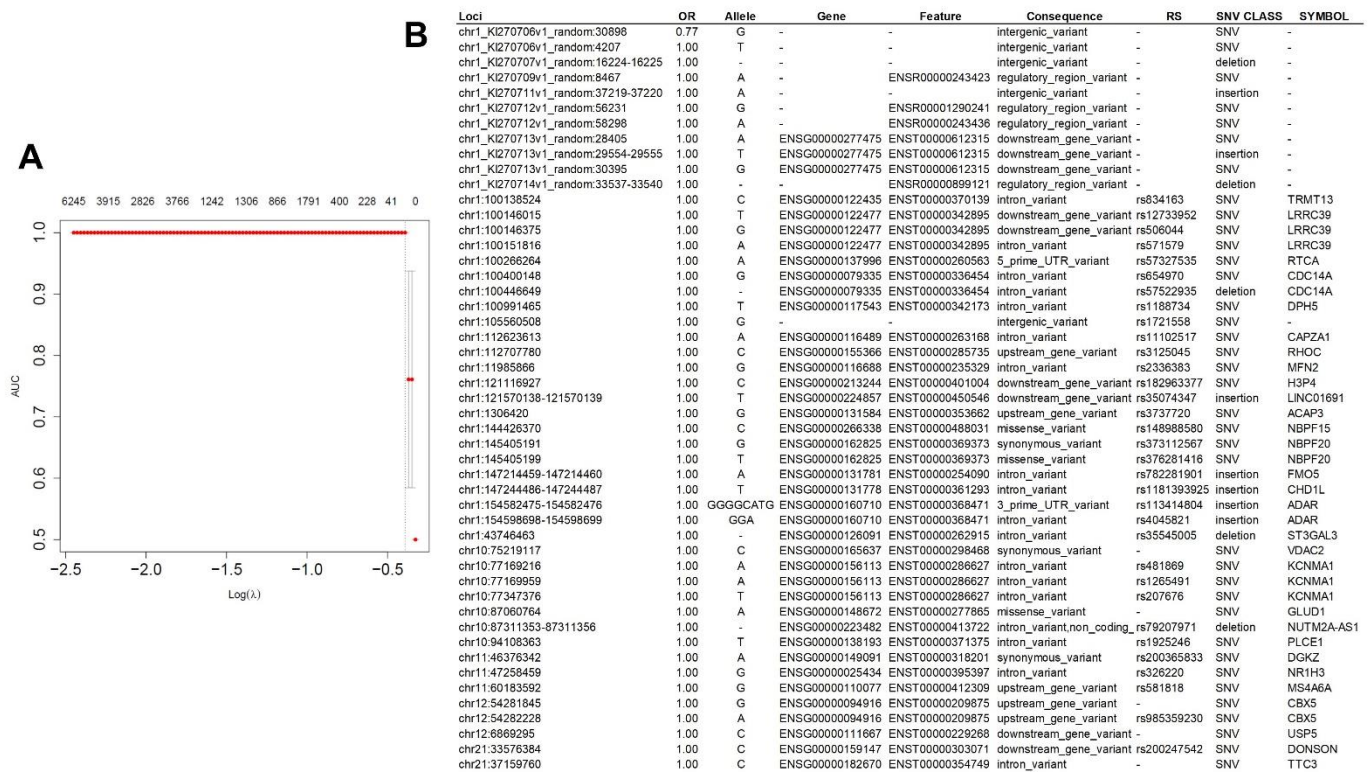 A
6245 3915 2826 3766 1242 1306 866 1791 400 228 41 0
1.0
0.9
0.8
0.7
0.6
0.5
AUC
−2.5 −2.0 −1.5 −1.0 −0.5
Log(λ)
B
Loci OR Allele Gene Feature Consequence RS SNV CLASS SYMBOL
chr1_KI270706v1_random:30898 0.77 G - - intergenic_variant - SNV -
chr1_KI270706v1_random:4207 1.00 T - - intergenic_variant - SNV -
chr1_KI270707v1_random:16224-16225 1.00 - - - intergenic_variant - deletion -
chr1_KI270709v1_random:8467 1.00 A - ENSR00000243423 regulatory_region_variant - SNV -
chr1_KI270711v1_random:37219-37220 1.00 A - - intergenic_variant - insertion -
chr1_KI270712v1_random:56231 1.00 G - ENSR00001290241 regulatory_region_variant - SNV -
chr1_KI270712v1_random:58298 1.00 A - ENSR00000243436 regulatory_region_variant - SNV -
chr1_KI270713v1_random:28405 1.00 A ENSG00000277475 ENST00000612315 downstream_gene_variant - SNV -
chr1_KI270713v1_random:29554-29555 1.00 T ENSG00000277475 ENST00000612315 downstream_gene_variant - insertion -
chr1_KI270713v1_random:30395 1.00 G ENSG00000277475 ENST00000612315 downstream_gene_variant - SNV -
chr1_KI270714v1_random:33537-33540 1.00 - - ENSR00000899121 regulatory_region_variant - deletion -
chr1:100138524 1.00 C ENSG00000122435 ENST00000370139 intron_variant rs834163 SNV TRMT13
chr1:100146015 1.00 T ENSG00000122477 ENST00000342895 downstream_gene_variant rs12733952 SNV LRRC39
chr1:100146375 1.00 G ENSG00000122477 ENST00000342895 downstream_gene_variant rs506044 SNV LRRC39
chr1:100151816 1.00 A ENSG00000122477 ENST00000342895 intron_variant rs571579 SNV LRRC39
chr1:100266264 1.00 A ENSG00000137996 ENST00000260563 5_prime_UTR_variant rs57327535 SNV RTCA
chr1:100400148 1.00 G ENSG00000079335 ENST00000336454 intron_variant rs654970 SNV CDC14A
chr1:100446649 1.00 - ENSG00000079335 ENST00000336454 intron_variant rs57522935 deletion CDC14A
chr1:100991465 1.00 T ENSG00000117543 ENST00000342173 intron_variant rs1188734 SNV DPH5
chr1:105560508 1.00 G - - intergenic_variant rs1721558 SNV -
chr1:112623613 1.00 A ENSG00000116489 ENST00000263168 intron_variant rs11102517 SNV CAPZA1
chr1:112707780 1.00 C ENSG00000155366 ENST00000285735 upstream_gene_variant rs3125045 SNV RHOC
chr1:11985866 1.00 G ENSG00000116688 ENST00000235329 intron_variant rs2336383 SNV MFN2
chr1:121116927 1.00 C ENSG00000213244 ENST00000401004 downstream_gene_variant rs182963377 SNV H3P4
chr1:121570138-121570139 1.00 T ENSG00000224857 ENST00000450546 downstream_gene_variant rs35074347 insertion LINC01691
chr1:1306420 1.00 G ENSG00000131584 ENST00000353662 upstream_gene_variant rs3737720 SNV ACAP3
chr1:144426370 1.00 C ENSG00000266338 ENST00000488031 missense_variant rs148988580 SNV NBPF15
chr1:145405191 1.00 G ENSG00000162825 ENST00000369373 synonymous_variant rs373112567 SNV NBPF20
chr1:145405199 1.00 T ENSG00000162825 ENST00000369373 missense_variant rs376281416 SNV NBPF20
chr1:147214459-147214460 1.00 A ENSG00000131781 ENST00000254090 intron_variant rs782281901 insertion FMO5
chr1:147244486-147244487 1.00 T ENSG00000131778 ENST00000361293 intron_variant rs1181393925 insertion CHD1L
chr1:154582475-154582476 1.00 GGGGCATG ENSG00000160710 ENST00000368471 3_prime_UTR_variant rs113414804 insertion ADAR
chr1:154598698-154598699 1.00 GGA ENSG00000160710 ENST00000368471 intron_variant rs4045821 insertion ADAR
chr1:43746463 1.00 - ENSG00000126091 ENST00000262915 intron_variant rs35545005 deletion ST3GAL3
chr10:75219117 1.00 C ENSG00000165637 ENST00000298468 synonymous_variant - SNV VDAC2
chr10:77169216 1.00 A ENSG00000156113 ENST00000286627 intron_variant rs481869 SNV KCNMA1
chr10:77169959 1.00 A ENSG00000156113 ENST00000286627 intron_variant rs1265491 SNV KCNMA1
chr10:77347376 1.00 T ENSG00000156113 ENST00000286627 intron_variant rs207676 SNV KCNMA1
chr10:87060764 1.00 A ENSG00000148672 ENST00000277865 missense_variant - SNV GLUD1
chr10:87311353-87311356 1.00 - ENSG00000223482 ENST00000413722 intron_variant,non_coding_ rs79207971 deletion NUTM2A-AS1
chr10:94108363 1.00 T ENSG00000138193 ENST00000371375 intron_variant rs1925246 SNV PLCE1
chr11:46376342 1.00 A ENSG00000149091 ENST00000318201 synonymous_variant rs200365833 SNV DGKZ
chr11:47258459 1.00 G ENSG00000025434 ENST00000395397 intron_variant rs326220 SNV NR1H3
chr11:60183592 1.00 G ENSG00000110077 ENST00000412309 upstream_gene_variant rs581818 SNV MS4A6A
chr12:54281845 1.00 G ENSG00000094916 ENST00000209875 upstream_gene_variant - SNV CBX5
chr12:54282228 1.00 A ENSG00000094916 ENST00000209875 upstream_gene_variant rs985359230 SNV CBX5
chr12:6869295 1.00 C ENSG00000111667 ENST00000229268 downstream_gene_variant - SNV USP5
chr21:33576384 1.00 C ENSG00000159147 ENST00000303071 downstream_gene_variant rs200247542 SNV DONSON
chr21:37159760 1.00 C ENSG00000182670 ENST00000354749 intron_variant - SNV TTC3